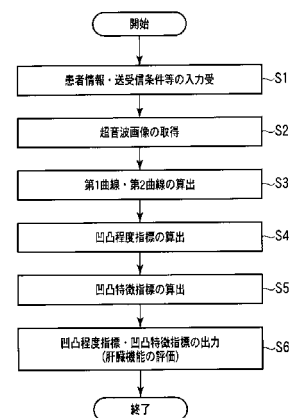 開始
患者情報・送受信条件等の入力受
S1
超音波画像の取得
S2
第1曲線・第2曲線の算出
S3
凹凸程度指標の算出
S4
凹凸特徴指標の算出
S5
凹凸程度指標・凹凸特徴指標の出力
(肝臓機能の評価)
S6
終了